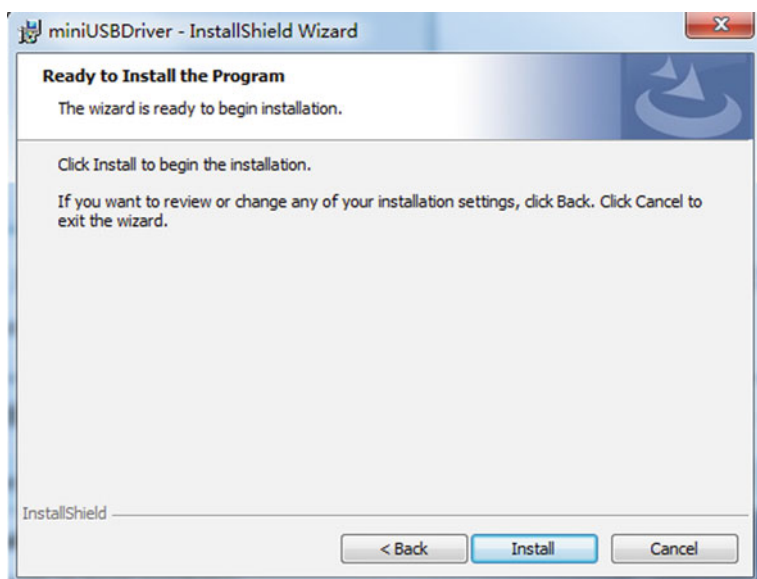 miniUSBDriver - InstallShield Wizard
Ready to Install the Program
The wizard is ready to begin installation.
Click Install to begin the installation.
If you want to review or change any of your installation settings, click Back. Click Cancel to
exit the wizard.
InstallShield
< Back
Install
Cancel